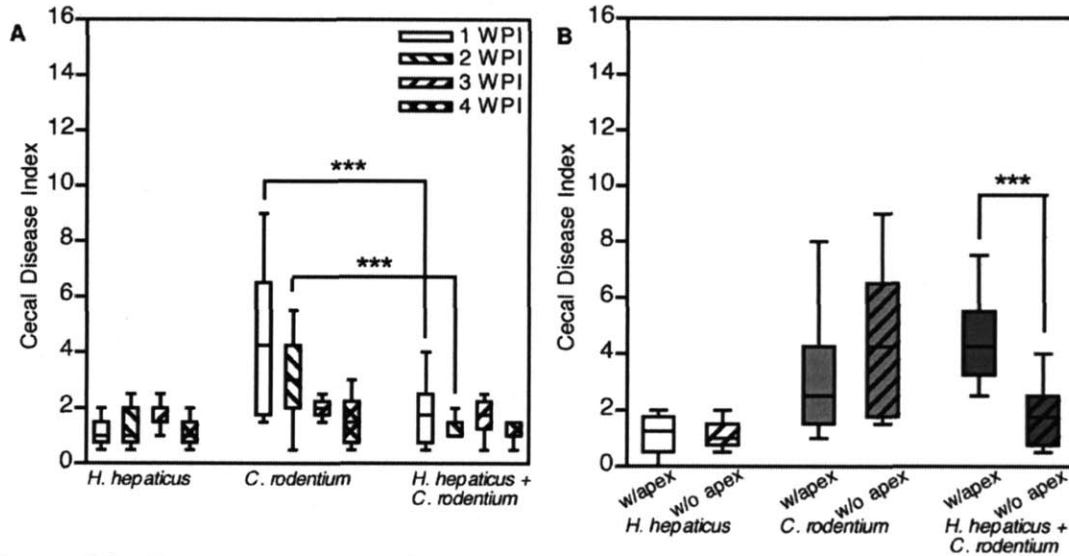 A
16
14
12
10
8
6
4
2
0
Cecal Disease Index
1 WPI
2 WPI
3 WPI
4 WPI
***
***
H. hepaticus
C. rodentium
H. hepaticus +
C. rodentium
B
16
14
12
10
8
6
4
2
0
Cecal Disease Index
***
w/apex
w/o apex
w/apex
w/o apex
w/apex
w/o apex
H. hepaticus
C. rodentium
H. hepaticus +
C. rodentium